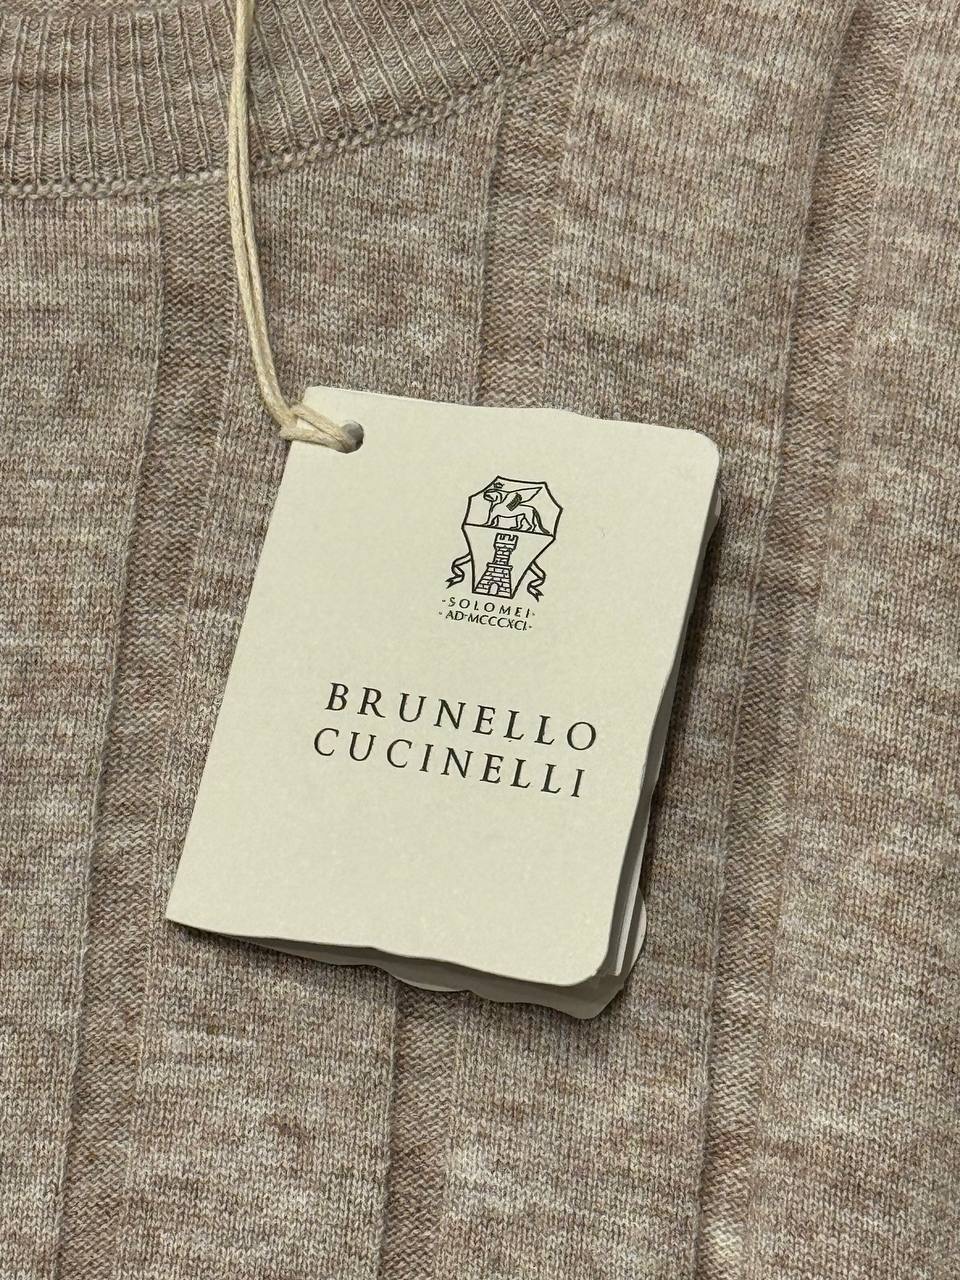 ·SOLOMEI·
·AD·MCCCXCI·
BRUNELLO
CUCINELLI